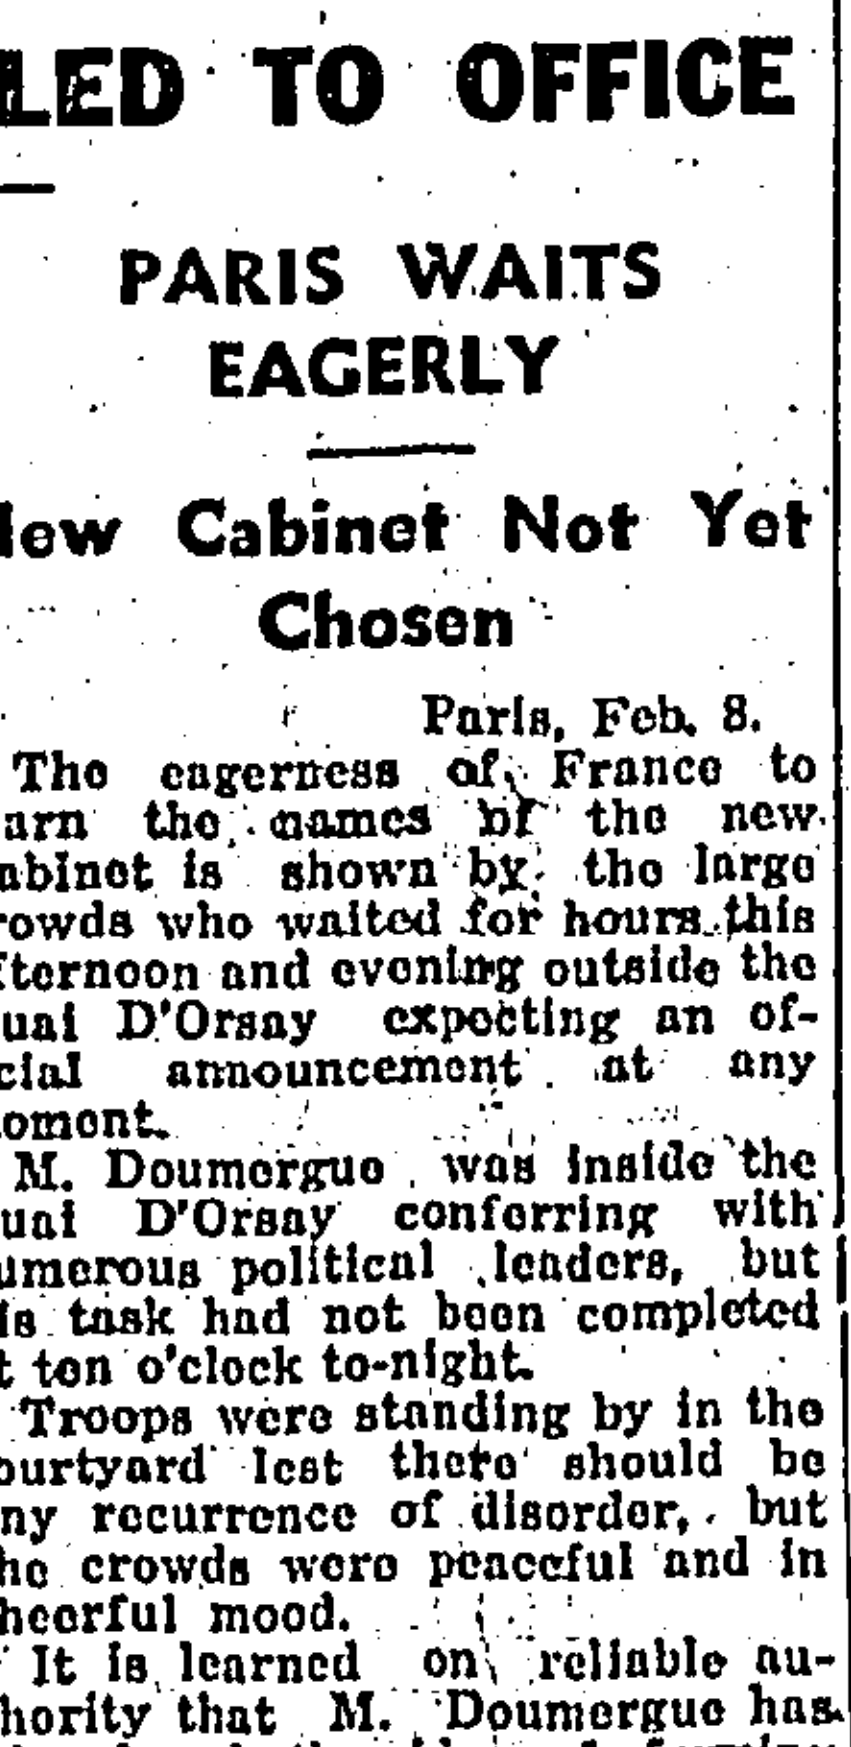 LED TO OFFICE
PARIS WAITS
EAGERLY
lew Cabinet Not Yet
Chosen
Paris, Feb. 8.
The eagerness of France to
arn the names of the new
abinet is shown by the large
rowds who waited for hours this
fternoon and evening outside the
uai D'Orsay expecting an of-
cial announcement at any
oment.
M. Doumergue was inside the
uai D'Orsay conferring with
umerous political leaders, but
is task had not been completed
t ten o'clock to-night.
Troops were standing by in the
ourtyard lest there should be
ny recurrence of disorder, but
he crowds were peaceful and in
heerful mood.
It is learned on reliable au-
hority that M. Doumergue has